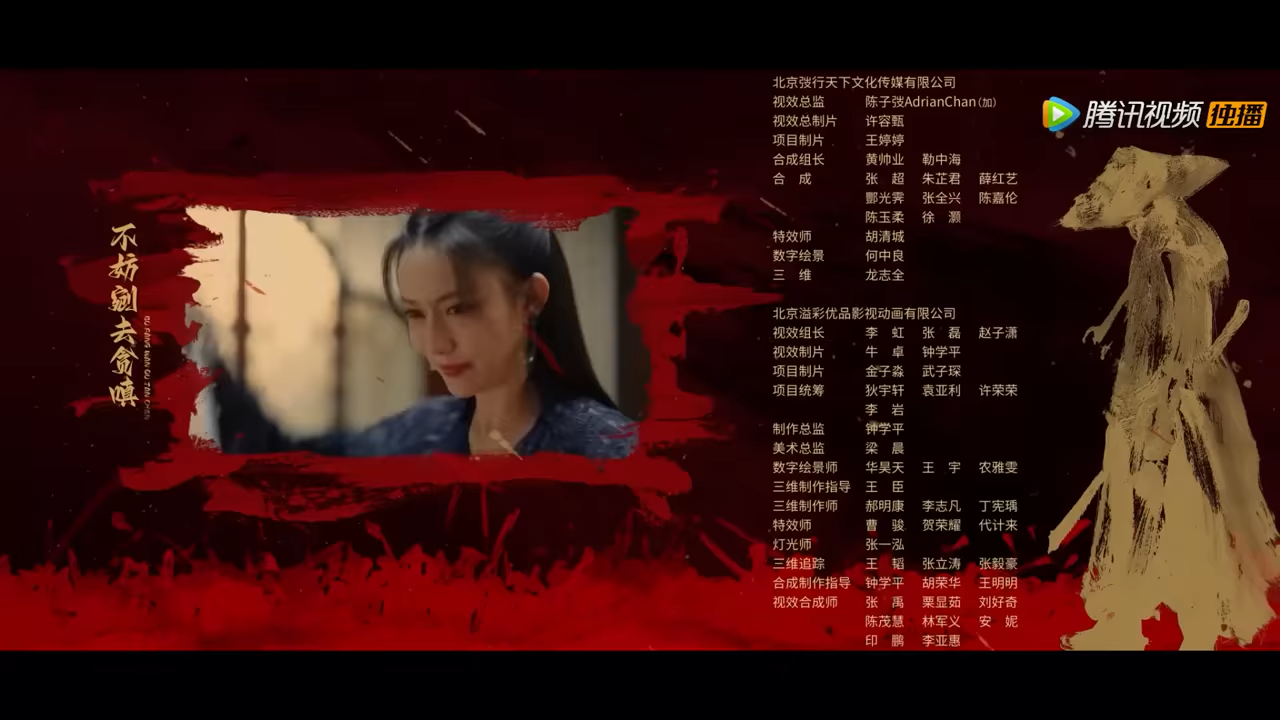 不妨剜去贪嗔
BU FANG WAN QU TAN CHEN
北京弢行天下文化传媒有限公司
视效总监 陈子弢AdrianChan(加)
视效总制片 许容甄
项目制片 王婷婷
合成组长 黄帅业 勒中海
合 成 张 超 朱芷君 薛红艺
酆光霁 张全兴 陈嘉伦
陈玉柔 徐 灏
特效师 胡清城
数字绘景 何中良
三 维 龙志全
北京溢彩优品影视动画有限公司
视效组长 李 虹 张 磊 赵子潇
视效制片 牛 卓 钟学平
项目制片 金子淼 武子琛
项目统筹 狄宇轩 袁亚利 许荣荣
李 岩
制作总监 钟学平
美术总监 梁 晨
数字绘景师 华昊天 王 宇 农雅雯
三维制作指导 王 臣
三维制作师 郝明康 李志凡 丁宪瑀
特效师 曹 骏 贺荣耀 代计来
灯光师 张一泓
三维追踪 王 韬 张立涛 张毅豪
合成制作指导 钟学平 胡荣华 王明明
视效合成师 张 禹 栗显茹 刘好奇
陈茂慧 林军义 安 妮
印 鹏 李亚惠
腾讯视频 独播